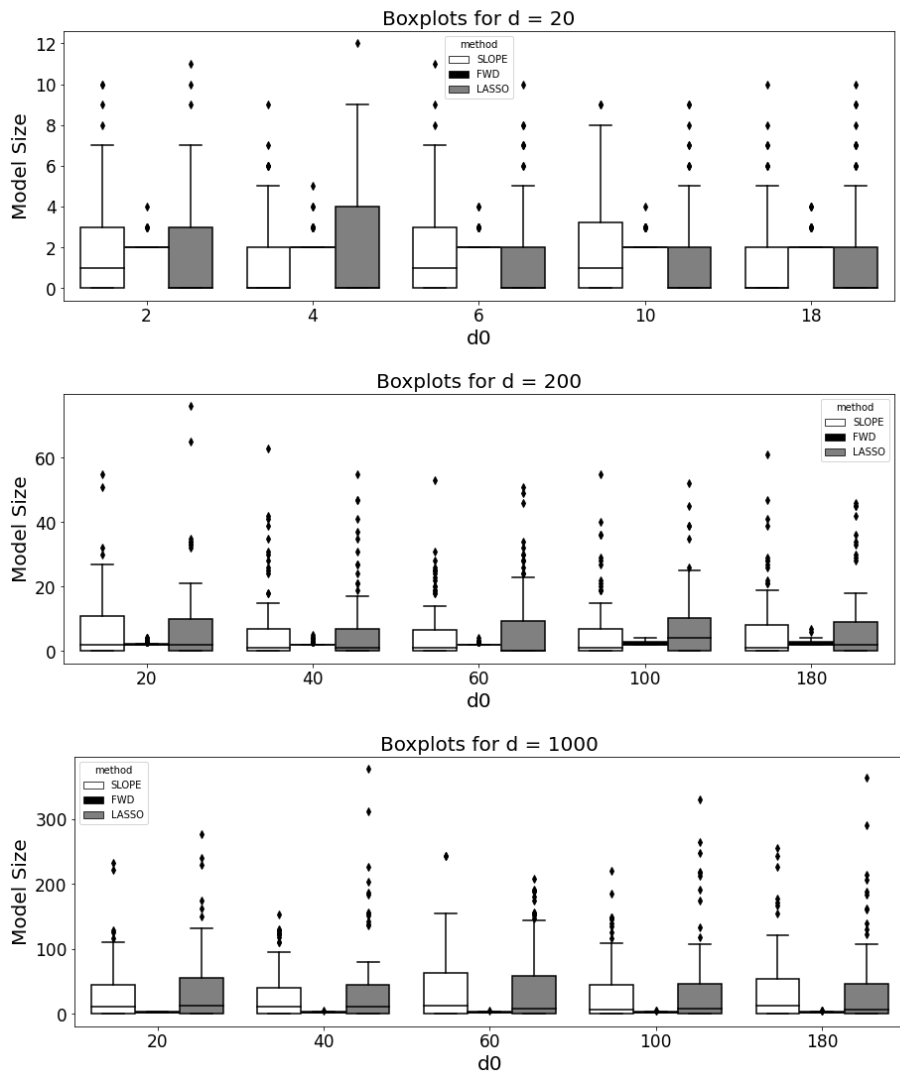 Boxplots for d = 20
Model Size
12
10
8
6
4
2
0
method
SLOPE
FWD
LASSO
2 4 6 10 18
d0
Boxplots for d = 200
Model Size
60
40
20
0
method
SLOPE
FWD
LASSO
20 40 60 100 180
d0
Boxplots for d = 1000
Model Size
300
200
100
0
method
SLOPE
FWD
LASSO
20 40 60 100 180
d0